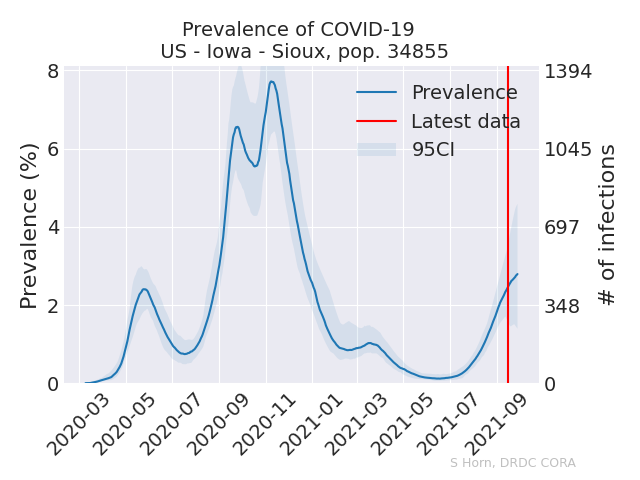 Prevalence of COVID-19
US - Iowa - Sioux, pop. 34855
Prevalence (%)
8
6
4
2
0
1394
1045
697
348
0
# of infections
Prevalence
Latest data
95CI
2020-03
2020-05
2020-07
2020-09
2020-11
2021-01
2021-03
2021-05
2021-07
2021-09
S Horn, DRDC CORA